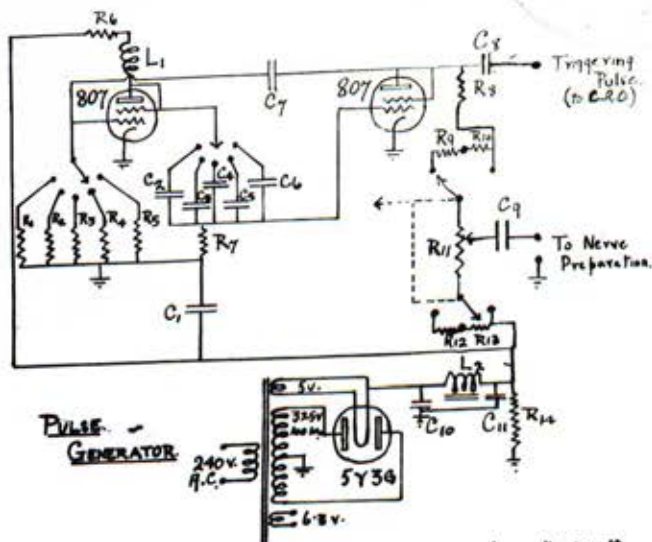 R6
L1
C8
Triggering
Pulse.
(to C.R.O)
807
C7
807
R8
R9
R10
C2
C3
C4
C5
C6
R1
R2
R3
R4
R5
R7
R11
C9
To Nerve
Preparation.
C1
R12 R13
L2
5v.
C10
C11
R14
PULSE -
GENERATOR
325v
240v.
A.C.
5Y3G
6.3v.